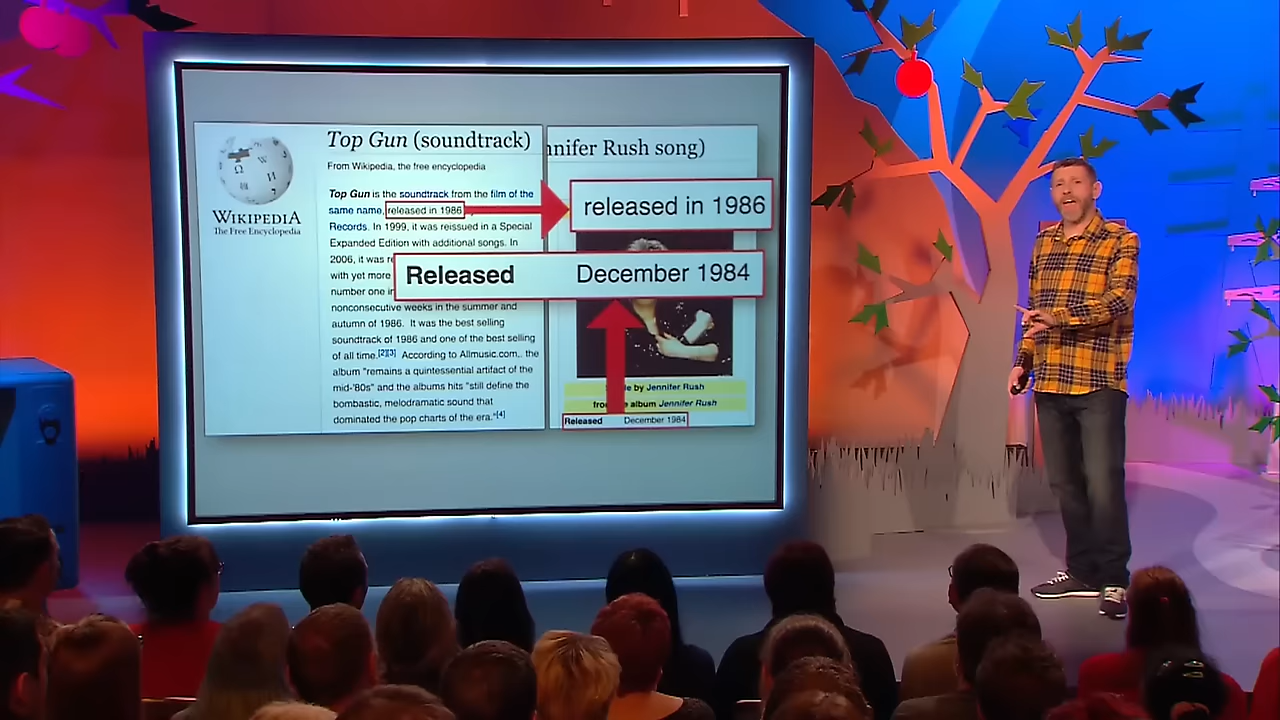 WIKIPEDIA
The Free Encyclopedia
Top Gun (soundtrack)
From Wikipedia, the free encyclopedia
Top Gun is the soundtrack from the film of the
same name, released in 1986
Records. In 1999, it was reissued in a Special
Expanded Edition with additional songs. In
2006, it was re
with yet more
number one in
nonconsecutive weeks in the summer and
autumn of 1986. It was the best selling
soundtrack of 1986 and one of the best selling
of all time.[2][3] According to Allmusic.com,. the
album "remains a quintessential artifact of the
mid-'80s" and the albums hits "still define the
bombastic, melodramatic sound that
dominated the pop charts of the era."[4]
nnifer Rush song)
released in 1986
Released December 1984
le by Jennifer Rush
album Jennifer Rush
Released December 1984